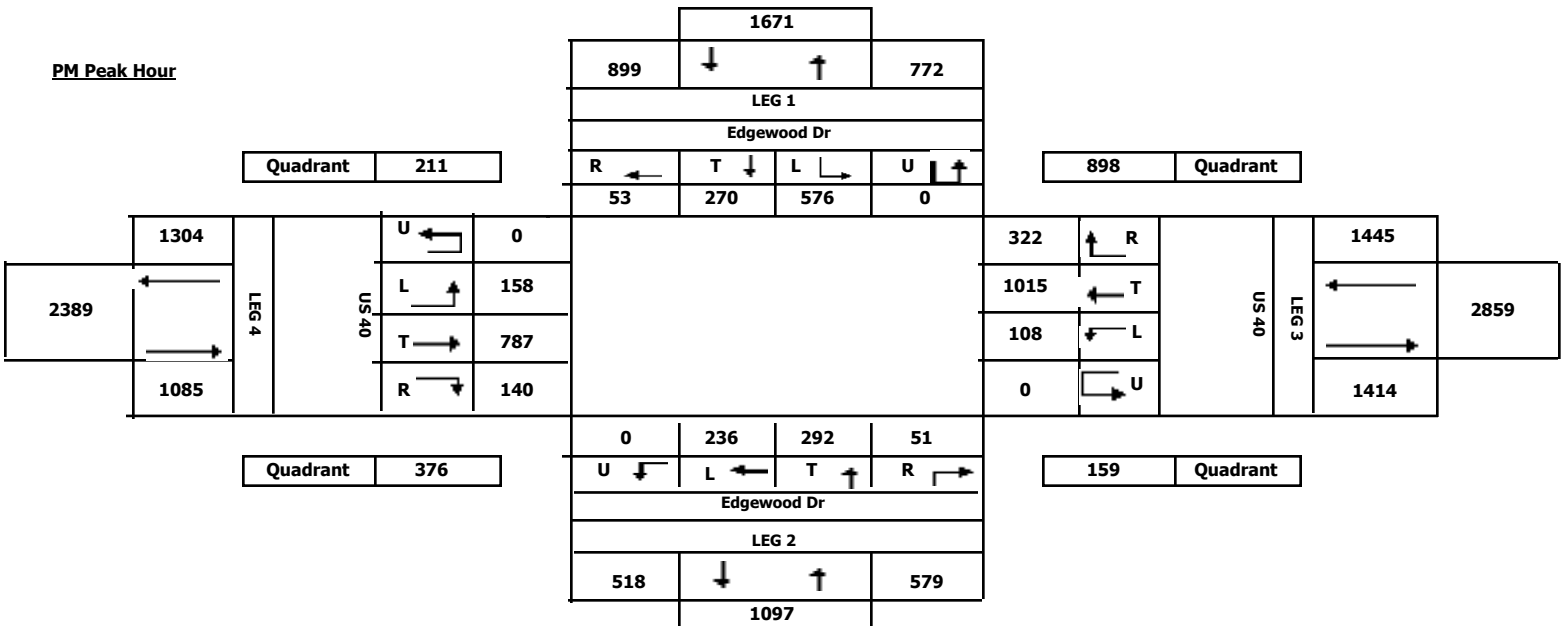 1671
PM Peak Hour
899 772
LEG 1
Edgewood Dr
Quadrant 211
R T L U
898 Quadrant
53 270 576 0
1304 U 0
322 R 1445
2389 LEG 4 US 40 L 158
1015 T US 40 LEG 3 2859
T 787
108 L
1085 R 140
0 U 1414
0 236 292 51
Quadrant 376
U L T R
159 Quadrant
Edgewood Dr
LEG 2
518 579
1097